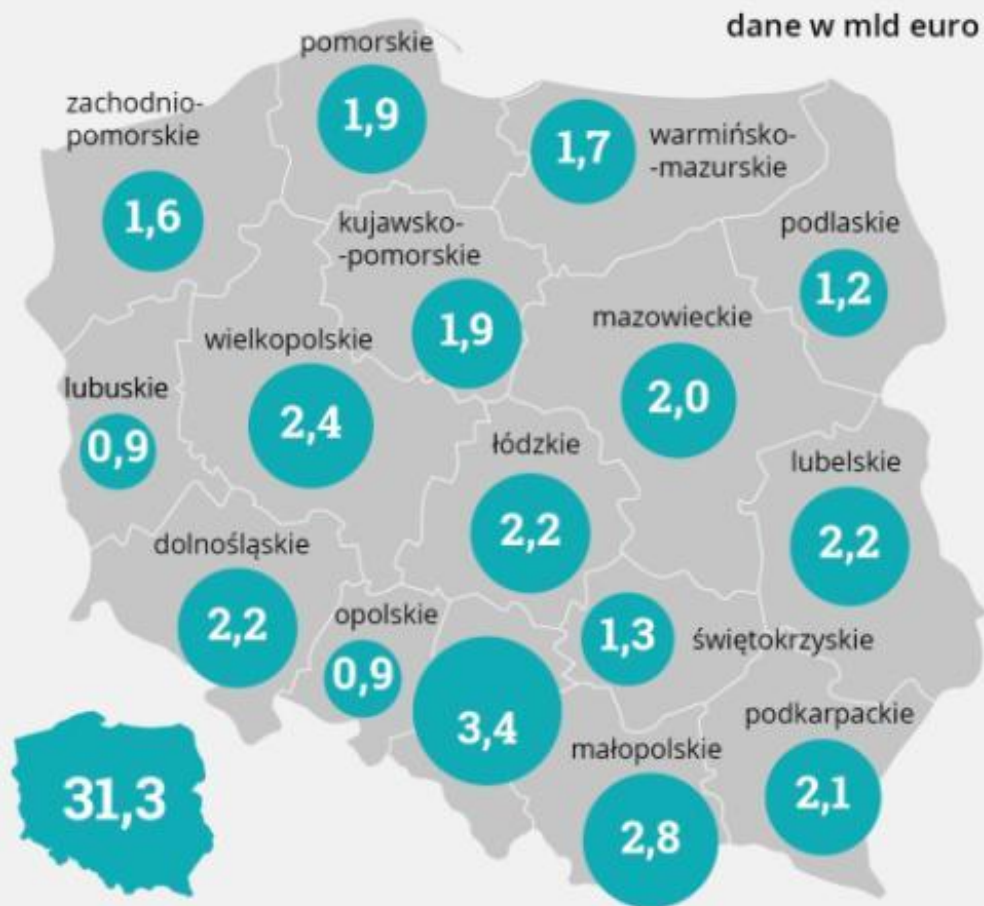 dane w mld euro
pomorskie
1,9
zachodnio-
pomorskie
1,6
warmińsko-
-mazurskie
1,7
kujawsko-
-pomorskie
1,9
podlaskie
1,2
mazowieckie
2,0
wielkopolskie
2,4
lubuskie
0,9
łódzkie
2,2
lubelskie
2,2
dolnośląskie
2,2
opolskie
0,9
1,3
świętokrzyskie
3,4
małopolskie
2,8
podkarpackie
2,1
31,3